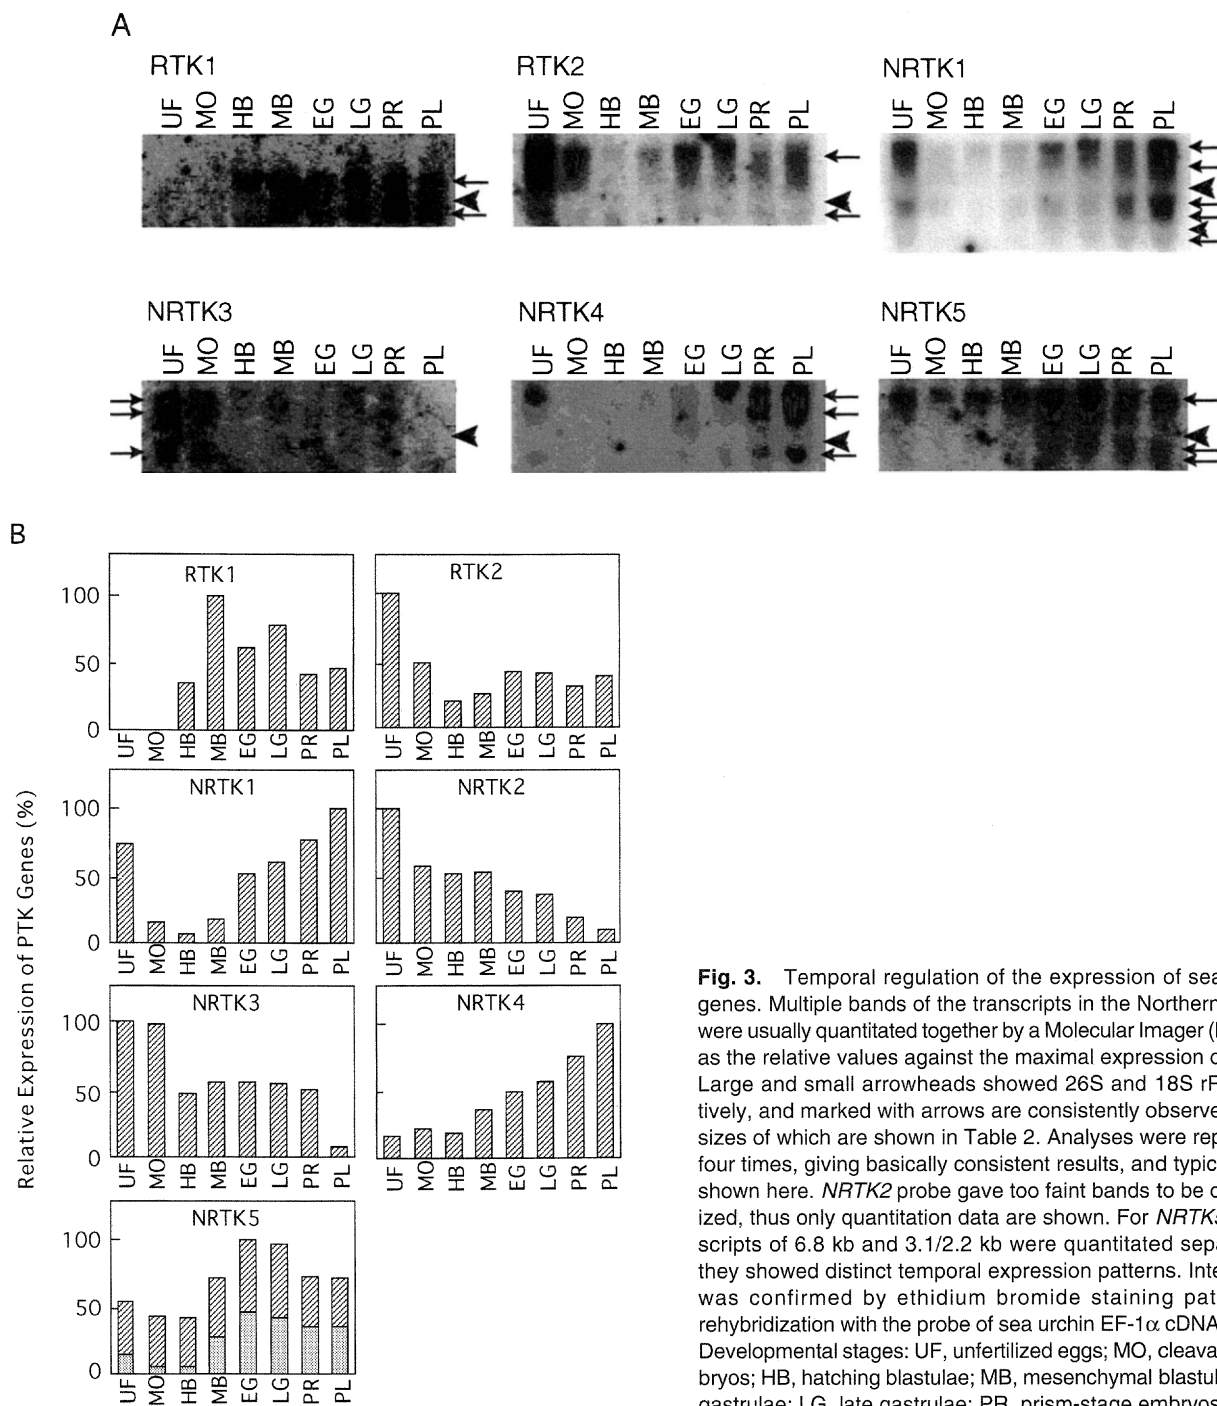 A
RTK1
UF MO HB MB EG LG PR PL
RTK2
UF MO HB MB EG LG PR PL
NRTK1
UF MO HB MB EG LG PR PL
NRTK3
UF MO HB MB EG LG PR PL
NRTK4
UF MO HB MB EG LG PR PL
NRTK5
UF MO HB MB EG LG PR PL
B
Relative Expression of PTK Genes (%)
RTK1
100
50
0
UF MO HB MB EG LG PR PL
RTK2
UF MO HB MB EG LG PR PL
NRTK1
100
50
0
UF MO HB MB EG LG PR PL
NRTK2
UF MO HB MB EG LG PR PL
NRTK3
100
50
0
UF MO HB MB EG LG PR PL
NRTK4
UF MO HB MB EG LG PR PL
NRTK5
100
50
0
UF MO HB MB EG LG PR PL
Fig. 3. Temporal regulation of the expression of sea
genes. Multiple bands of the transcripts in the Northern
were usually quantitated together by a Molecular Imager (
as the relative values against the maximal expression
Large and small arrowheads showed 26S and 18S
tively, and marked with arrows are consistently
sizes of which are shown in Table 2. Analyses were
four times, giving basically consistent results, and
shown here. NRTK2 probe gave too faint bands to be
ized, thus only quantitation data are shown. For
scripts of 6.8 kb and 3.1/2.2 kb were quantitated
they showed distinct temporal expression patterns.
was confirmed by ethidium bromide staining
rehybridization with the probe of sea urchin EF-1α cDNA
Developmental stages: UF, unfertilized eggs; MO,
bryos; HB, hatching blastulae; MB, mesenchymal
gastrulae; LG, late gastrulae; PR, prism-stage embryos